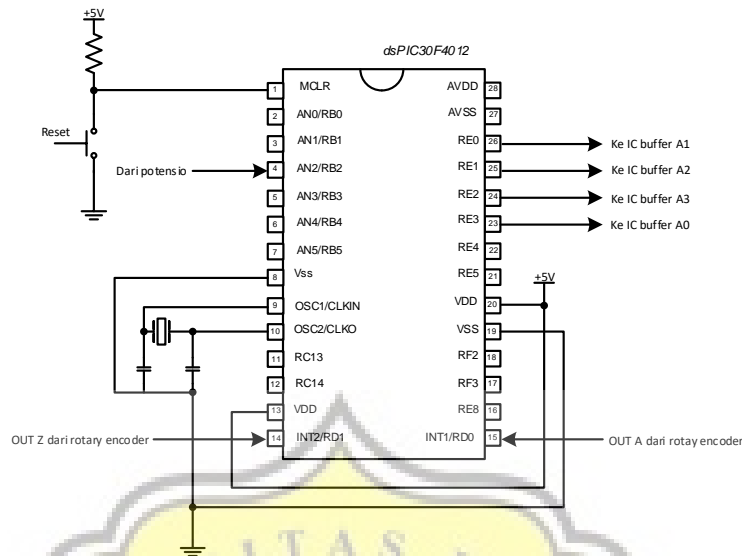 +5V
dsPIC30F4012
Reset
Dari potensio
1 MCLR
2 AN0/RB0
3 AN1/RB1
4 AN2/RB2
5 AN3/RB3
6 AN4/RB4
7 AN5/RB5
8 Vss
9 OSC1/CLKIN
10 OSC2/CLKO
11 RC13
12 RC14
13 VDD
14 INT2/RD1
OUT Z dari rotary encoder
AVDD 28
AVSS 27
RE0 26 Ke IC buffer A1
RE1 25 Ke IC buffer A2
RE2 24 Ke IC buffer A3
RE3 23 Ke IC buffer A0
RE4 22
RE5 21
+5V
VDD 20
VSS 19
RF2 18
RF3 17
RE8 16
INT1/RD0 15 OUT A dari rotay encoder
ITAS